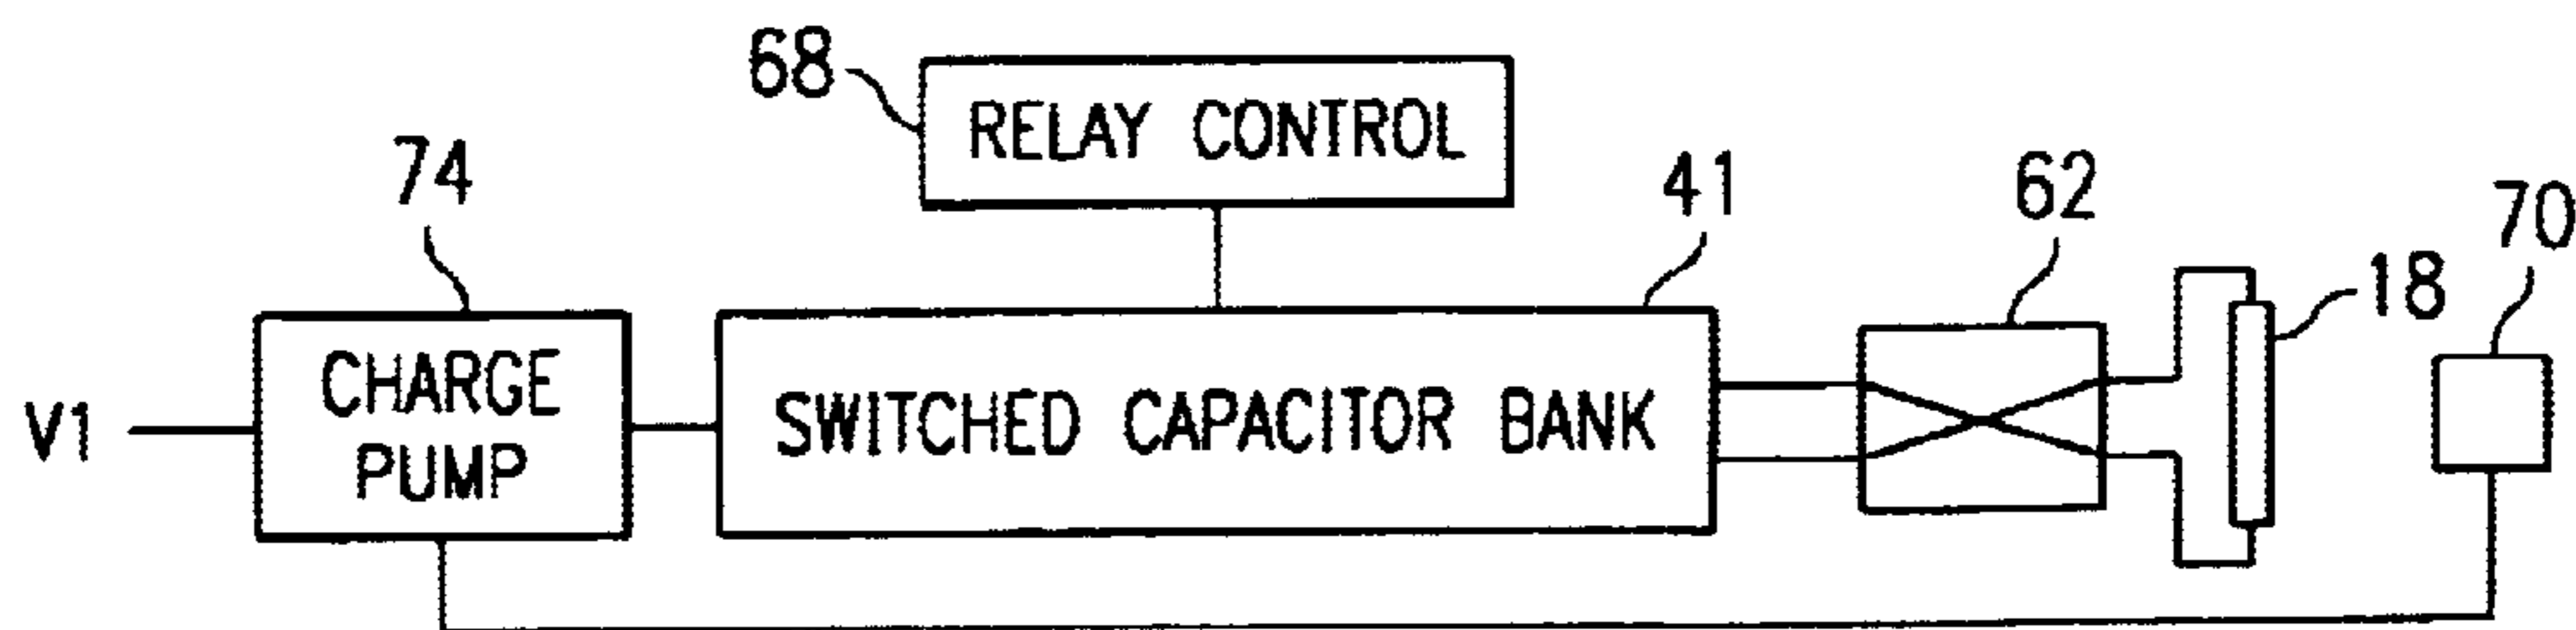 68
RELAY CONTROL
74
41
62
70
18
V1
CHARGE
PUMP
SWITCHED CAPACITOR BANK